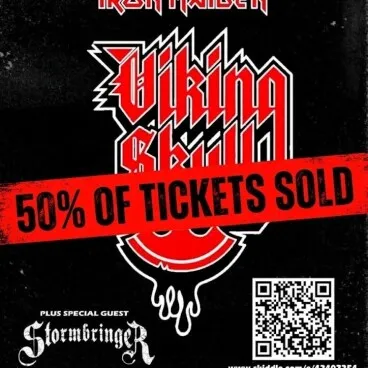 IRON MAIDEN
Viking
Skull
50% OF TICKETS SOLD
PLUS SPECIAL GUEST
StormbringeR